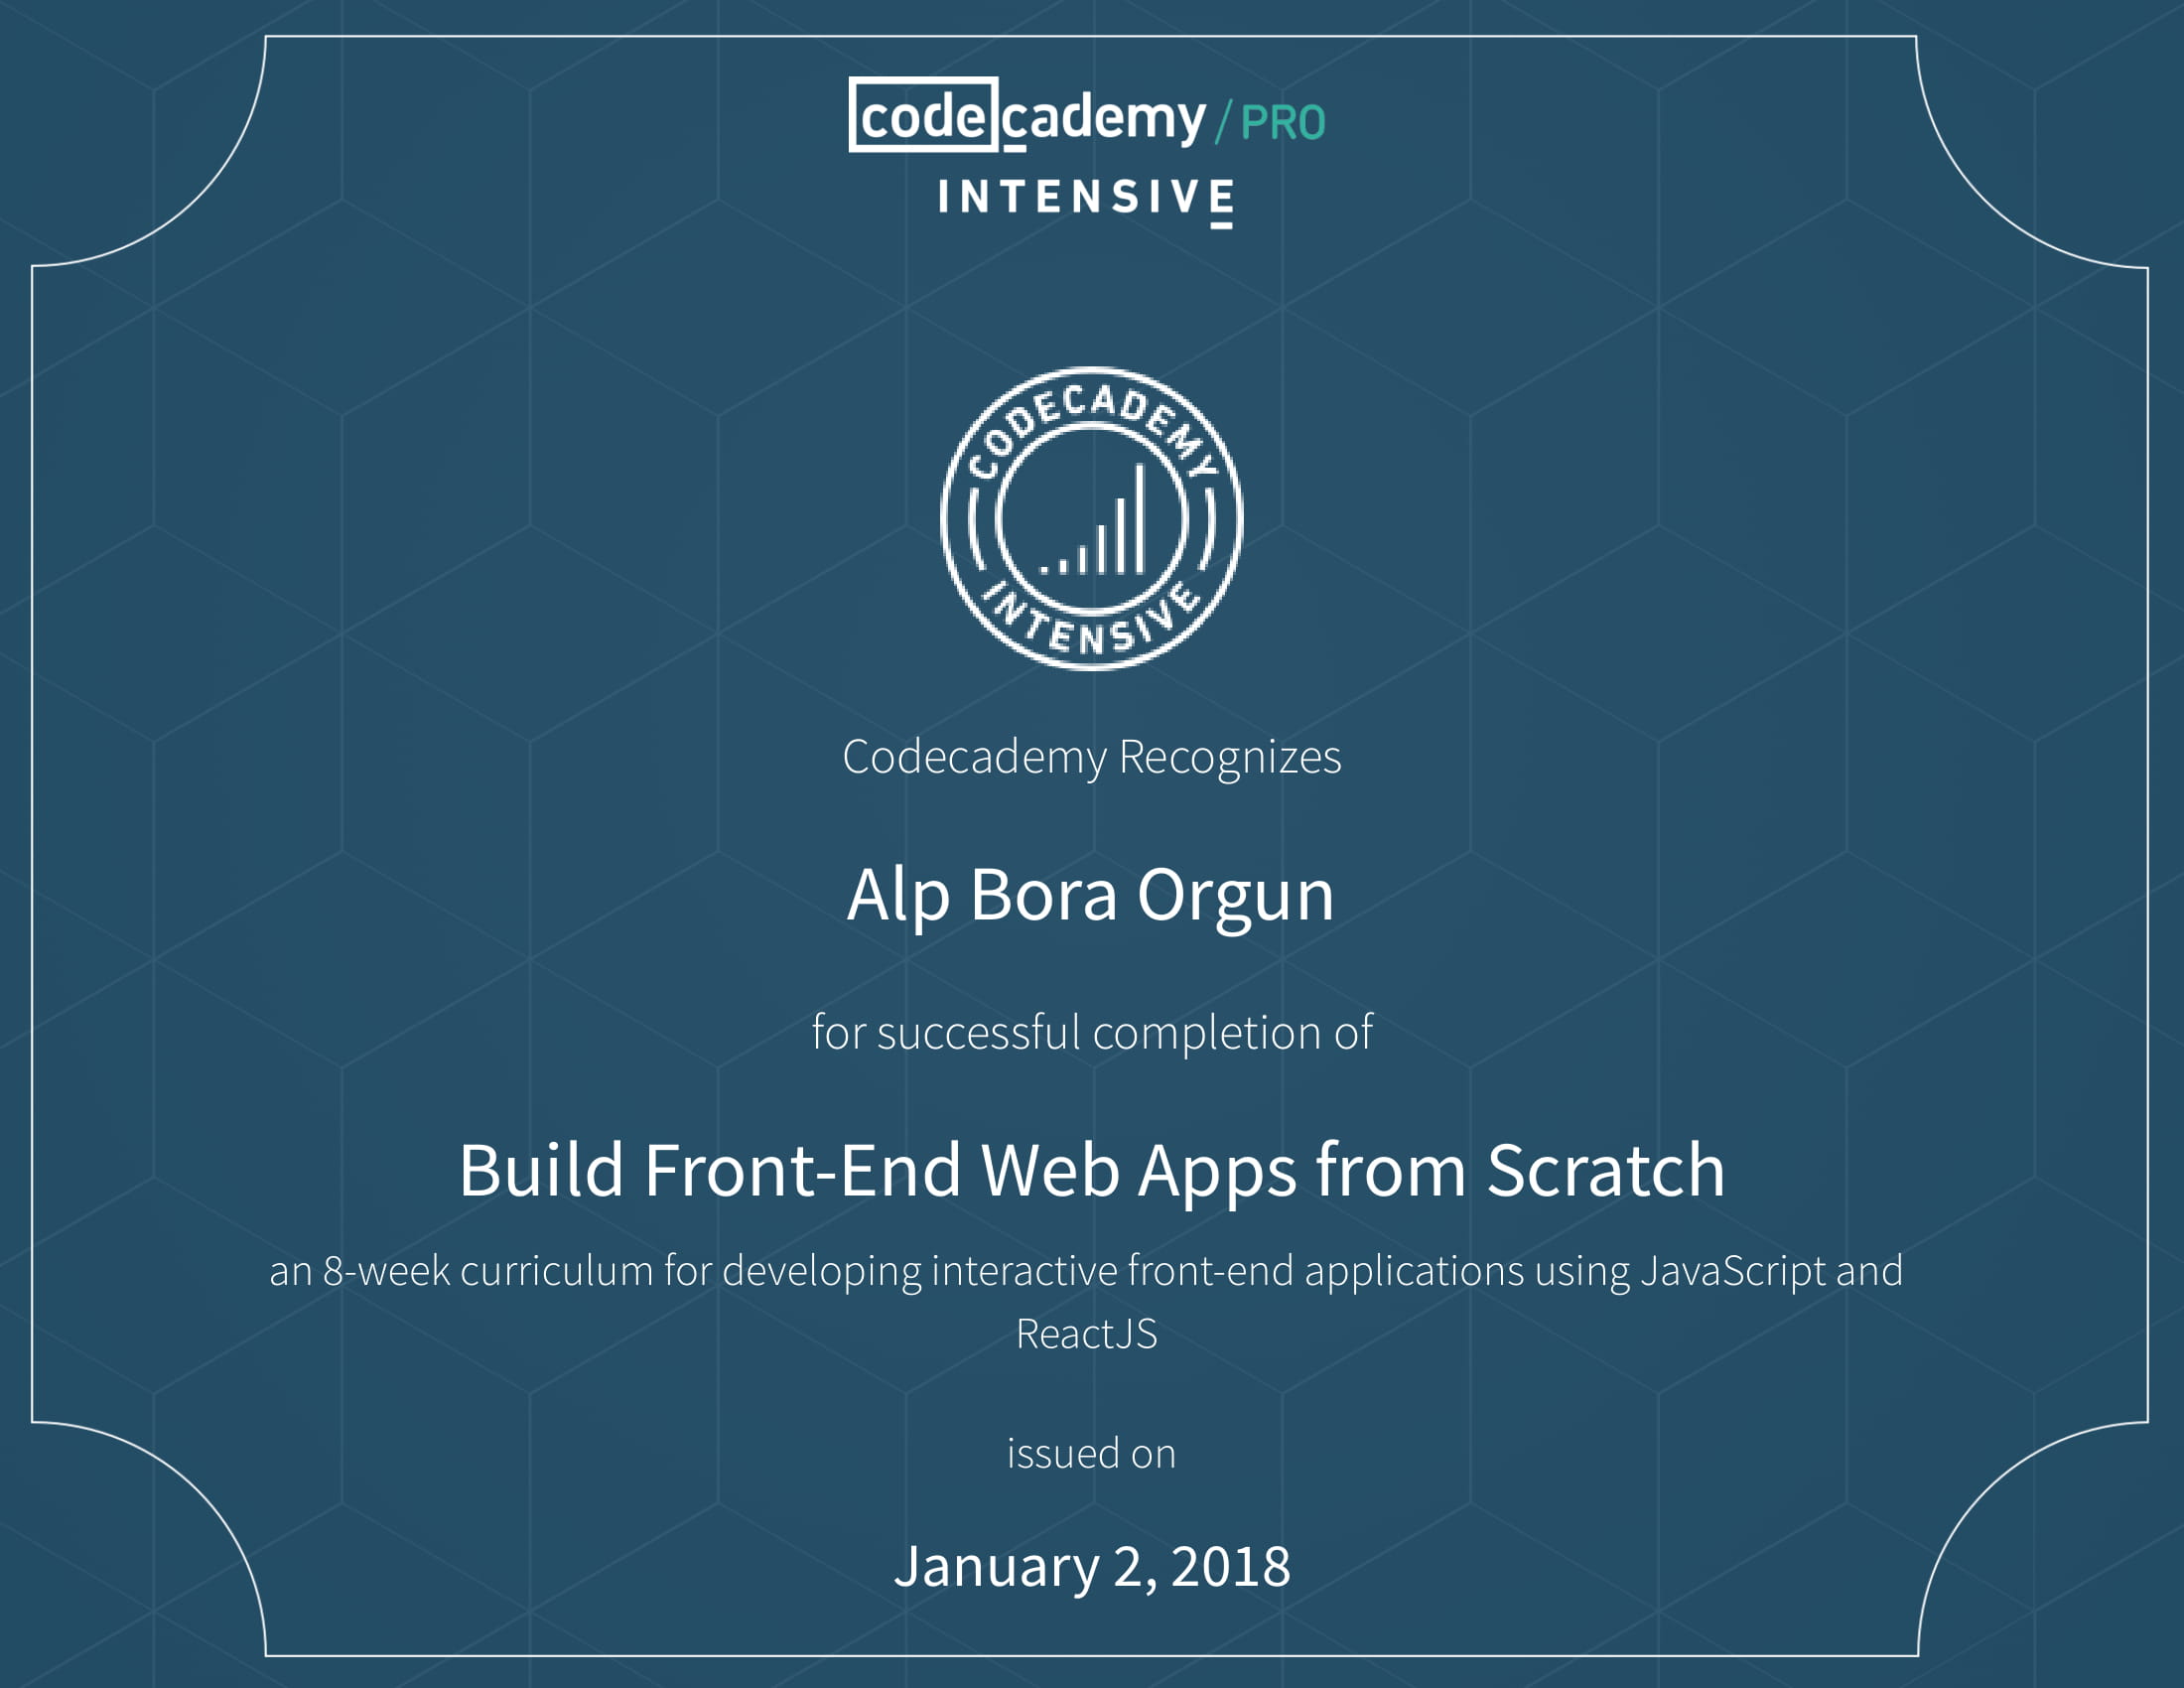 codecademy/PRO
INTENSIVE
CODECADEMY
INTENSIVE
Codecademy Recognizes
Alp Bora Orgun
for successful completion of
Build Front-End Web Apps from Scratch
an 8-week curriculum for developing interactive front-end applications using JavaScript and
ReactJS
issued on
January 2, 2018